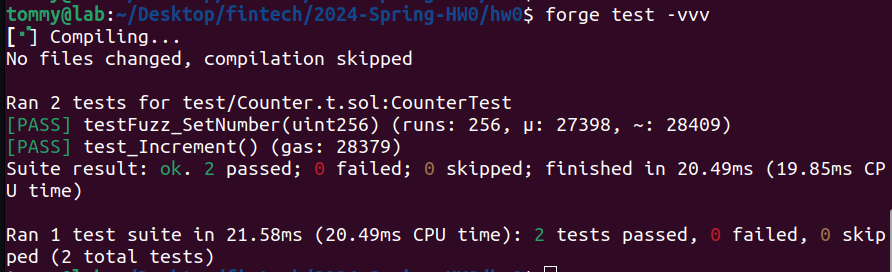 tommy@lab:~/Desktop/fintech/2024-Spring-HW0/hw0$ forge test -vvv
[⠊] Compiling...
No files changed, compilation skipped

Ran 2 tests for test/Counter.t.sol:CounterTest
[PASS] testFuzz_SetNumber(uint256) (runs: 256, μ: 27398, ~: 28409)
[PASS] test_Increment() (gas: 28379)
Suite result: ok. 2 passed; 0 failed; 0 skipped; finished in 20.49ms (19.85ms CP
U time)

Ran 1 test suite in 21.58ms (20.49ms CPU time): 2 tests passed, 0 failed, 0 skip
ped (2 total tests)